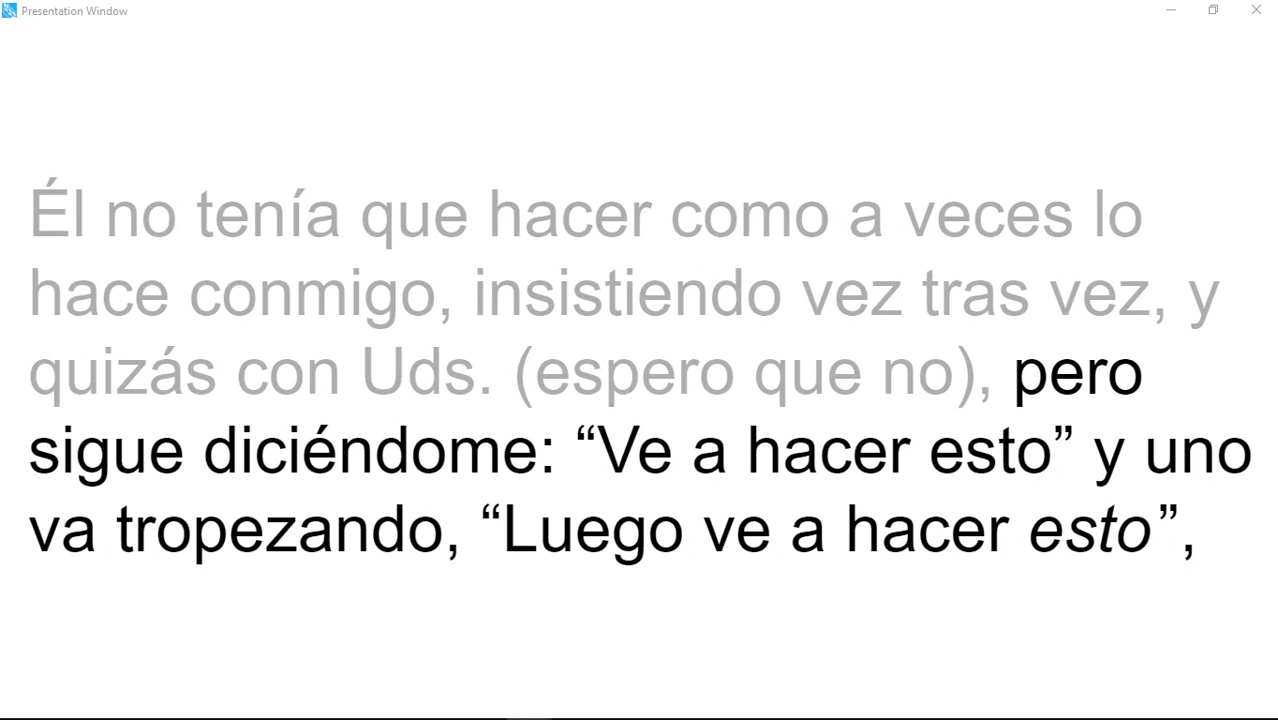 Presentation Window
Él no tenía que hacer como a veces lo
hace conmigo, insistiendo vez tras vez, y
quizás con Uds. (espero que no), pero
sigue diciéndome: “Ve a hacer esto” y uno
va tropezando, “Luego ve a hacer esto”,